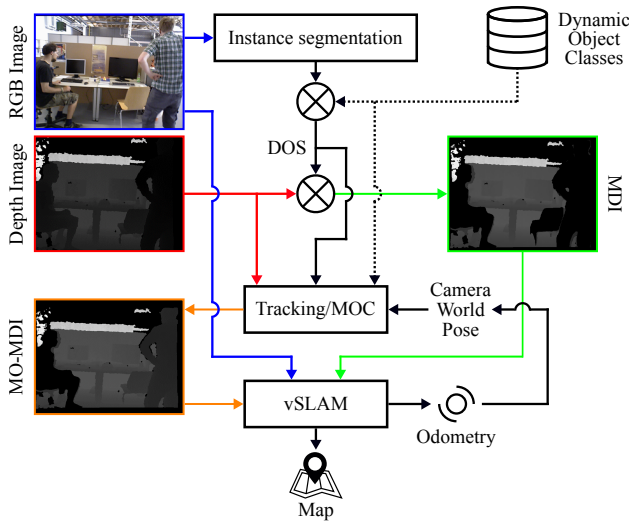 RGB Image
Instance segmentation
Dynamic
Object
Classes
DOS
Depth Image
MDI
Tracking/MOC
Camera
World
Pose
MO-MDI
vSLAM
Odometry
Map